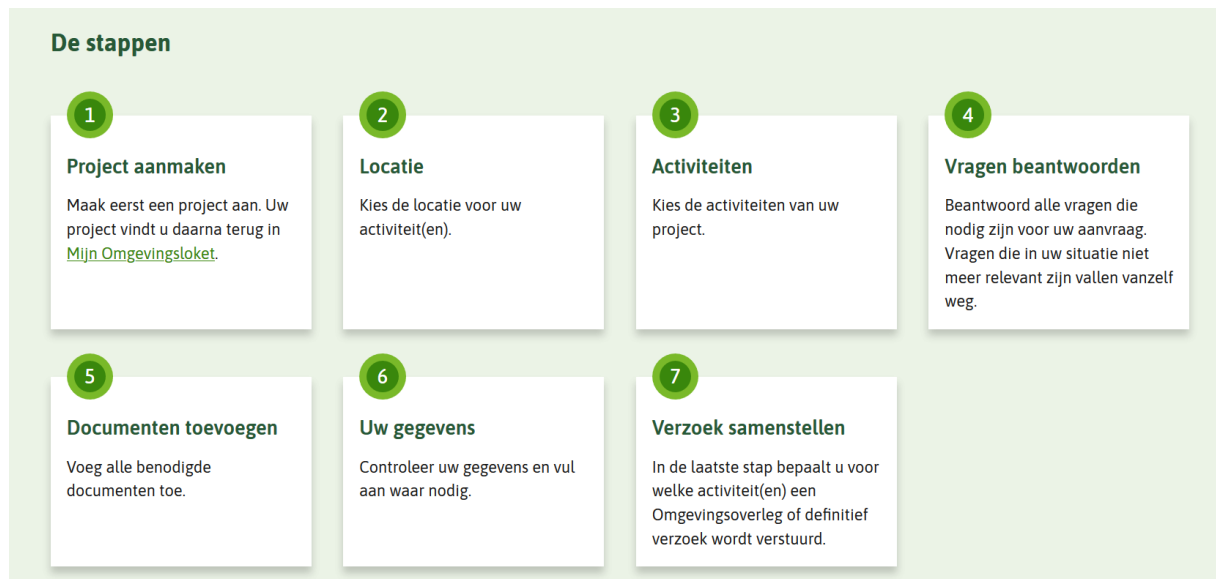 De stappen
1
Project aanmaken
Maak eerst een project aan. Uw
project vindt u daarna terug in
Mijn Omgevingsloket.
2
Locatie
Kies de locatie voor uw
activiteit(en).
3
Activiteiten
Kies de activiteiten van uw
project.
4
Vragen beantwoorden
Beantwoord alle vragen die
nodig zijn voor uw aanvraag.
Vragen die in uw situatie niet
meer relevant zijn vallen vanzelf
weg.
5
Documenten toevoegen
Voeg alle benodigde
documenten toe.
6
Uw gegevens
Controleer uw gegevens en vul
aan waar nodig.
7
Verzoek samenstellen
In de laatste stap bepaalt u voor
welke activiteit(en) een
Omgevingsoverleg of definitief
verzoek wordt verstuurd.